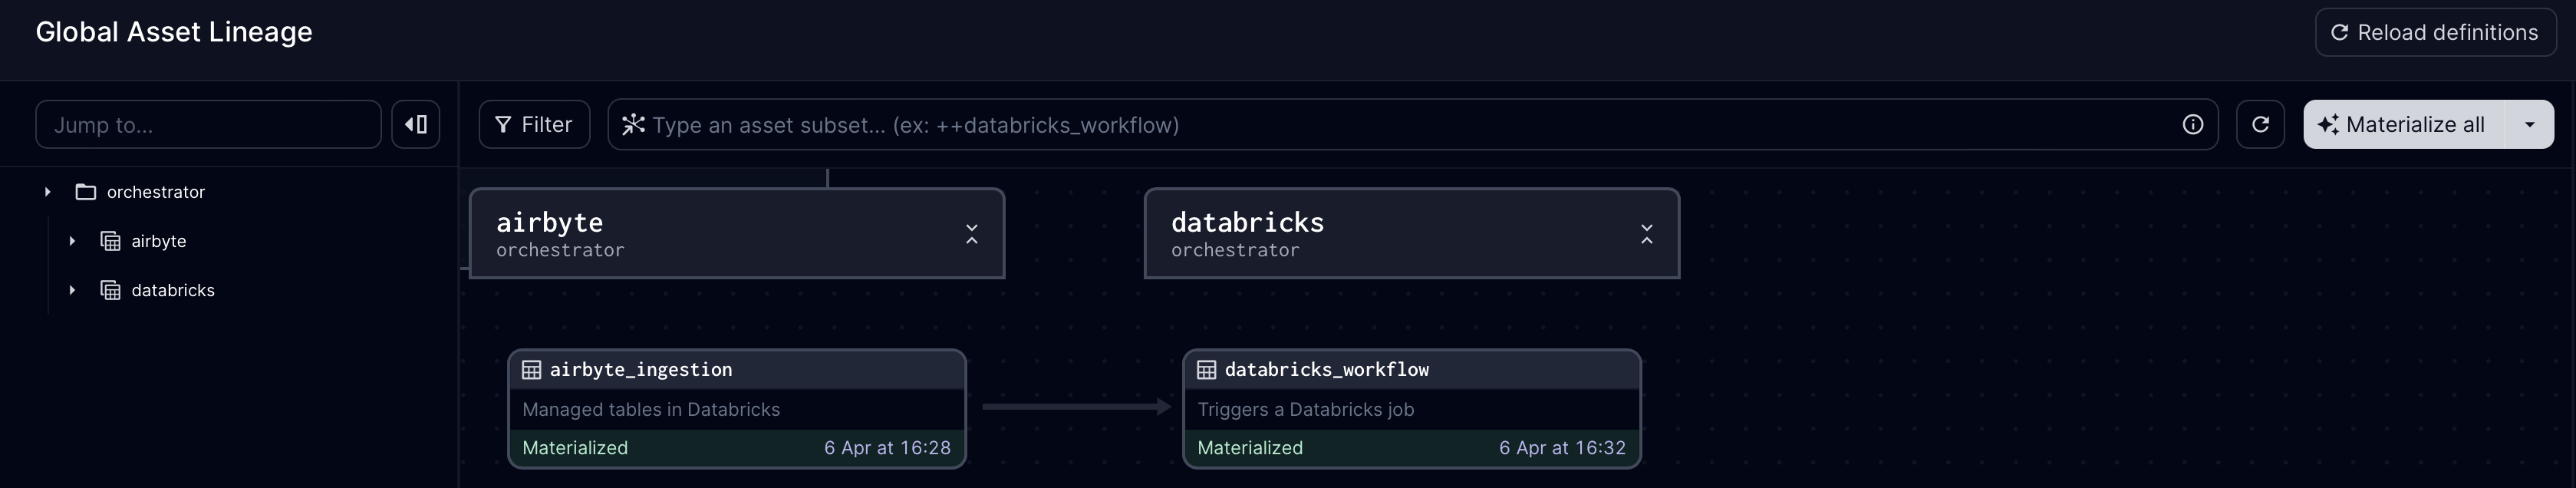 Global Asset Lineage
Reload definitions
Jump to...
Filter
Type an asset subset... (ex: ++databricks_workflow)
Materialize all
orchestrator
airbyte
databricks
airbyte
orchestrator
databricks
orchestrator
airbyte_ingestion
Managed tables in Databricks
Materialized 6 Apr at 16:28
databricks_workflow
Triggers a Databricks job
Materialized 6 Apr at 16:32